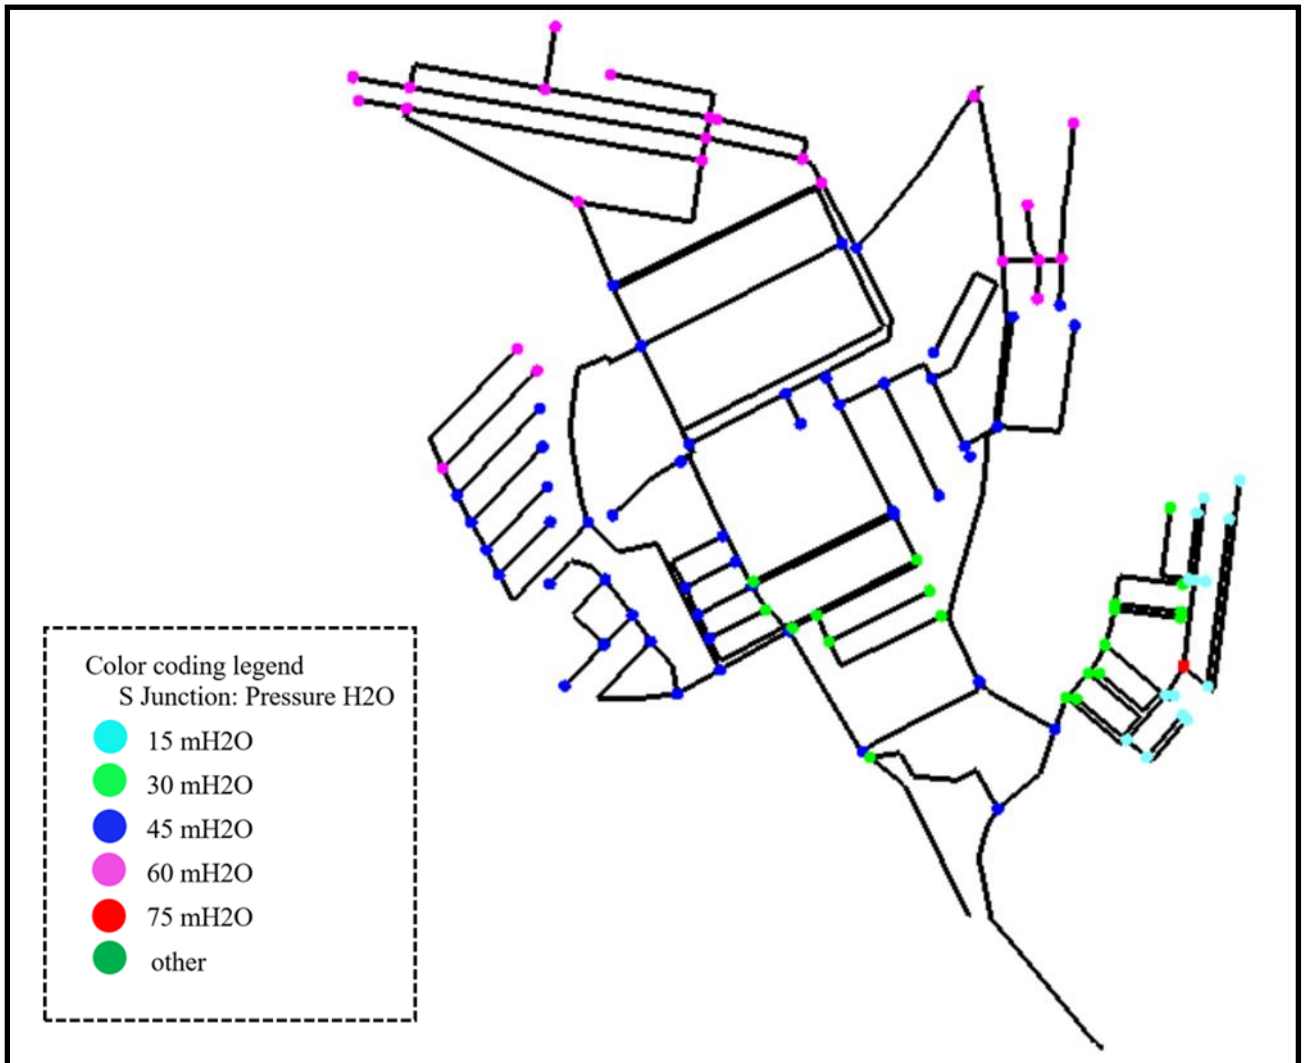 Color coding legend
S Junction: Pressure H2O
15 mH2O
30 mH2O
45 mH2O
60 mH2O
75 mH2O
other